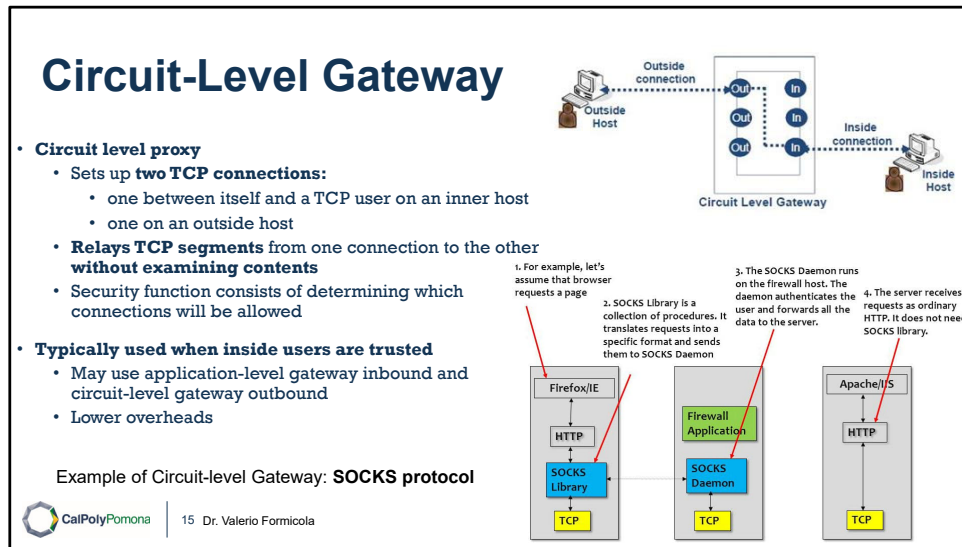 Circuit-Level Gateway
• Circuit level proxy
• Sets up two TCP connections:
• one between itself and a TCP user on an inner host
• one on an outside host
• Relays TCP segments from one connection to the other
without examining contents
• Security function consists of determining which
connections will be allowed
• Typically used when inside users are trusted
• May use application-level gateway inbound and
circuit-level gateway outbound
• Lower overheads
Example of Circuit-level Gateway: SOCKS protocol
CalPolyPomona
15 Dr. Valerio Formicola
Outside
connection
Outside
Host
Out
In
Out
In
Out
In
Inside
connection
Inside
Host
Circuit Level Gateway
1. For example, let's
assume that browser
requests a page
2. SOCKS Library is a
collection of procedures. It
translates requests into a
specific format and sends
them to SOCKS Daemon
3. The SOCKS Daemon runs
on the firewall host. The
daemon authenticates the
user and forwards all the
data to the server.
4. The server receives
requests as ordinary
HTTP. It does not need
SOCKS library.
Firefox/IE
HTTP
SOCKS
Library
TCP
Firewall
Application
SOCKS
Daemon
TCP
Apache/IIS
HTTP
TCP